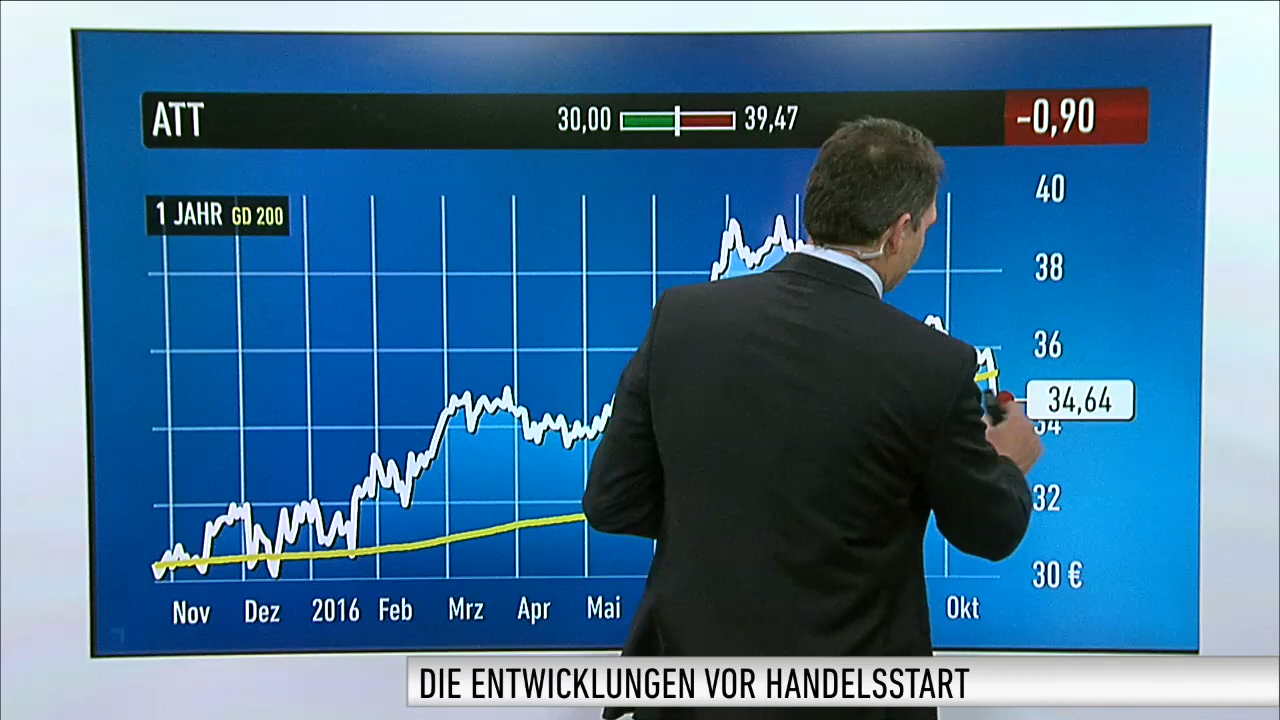 ATT
30,00
39,47
-0,90
1 JAHR GD 200
40
38
36
34,64
34
32
30 €
Nov Dez 2016 Feb Mrz Apr Mai Okt
DIE ENTWICKLUNGEN VOR HANDELSSTART